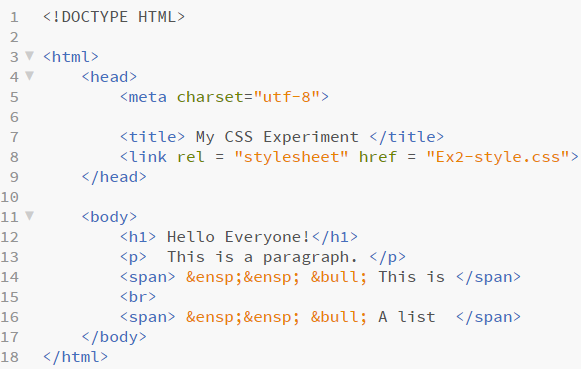 1 <!DOCTYPE HTML>
2
3 <html>
4 <head>
5 <meta charset="utf-8">
6
7 <title> My CSS Experiment </title>
8 <link rel = "stylesheet" href = "Ex2-style.css">
9 </head>
10
11 <body>
12 <h1> Hello Everyone!</h1>
13 <p>  This is a paragraph. </p>
14 <span> &ensp;&ensp; &bull; This is </span>
15 <br>
16 <span> &ensp;&ensp; &bull; A list  </span>
17 </body>
18 </html>